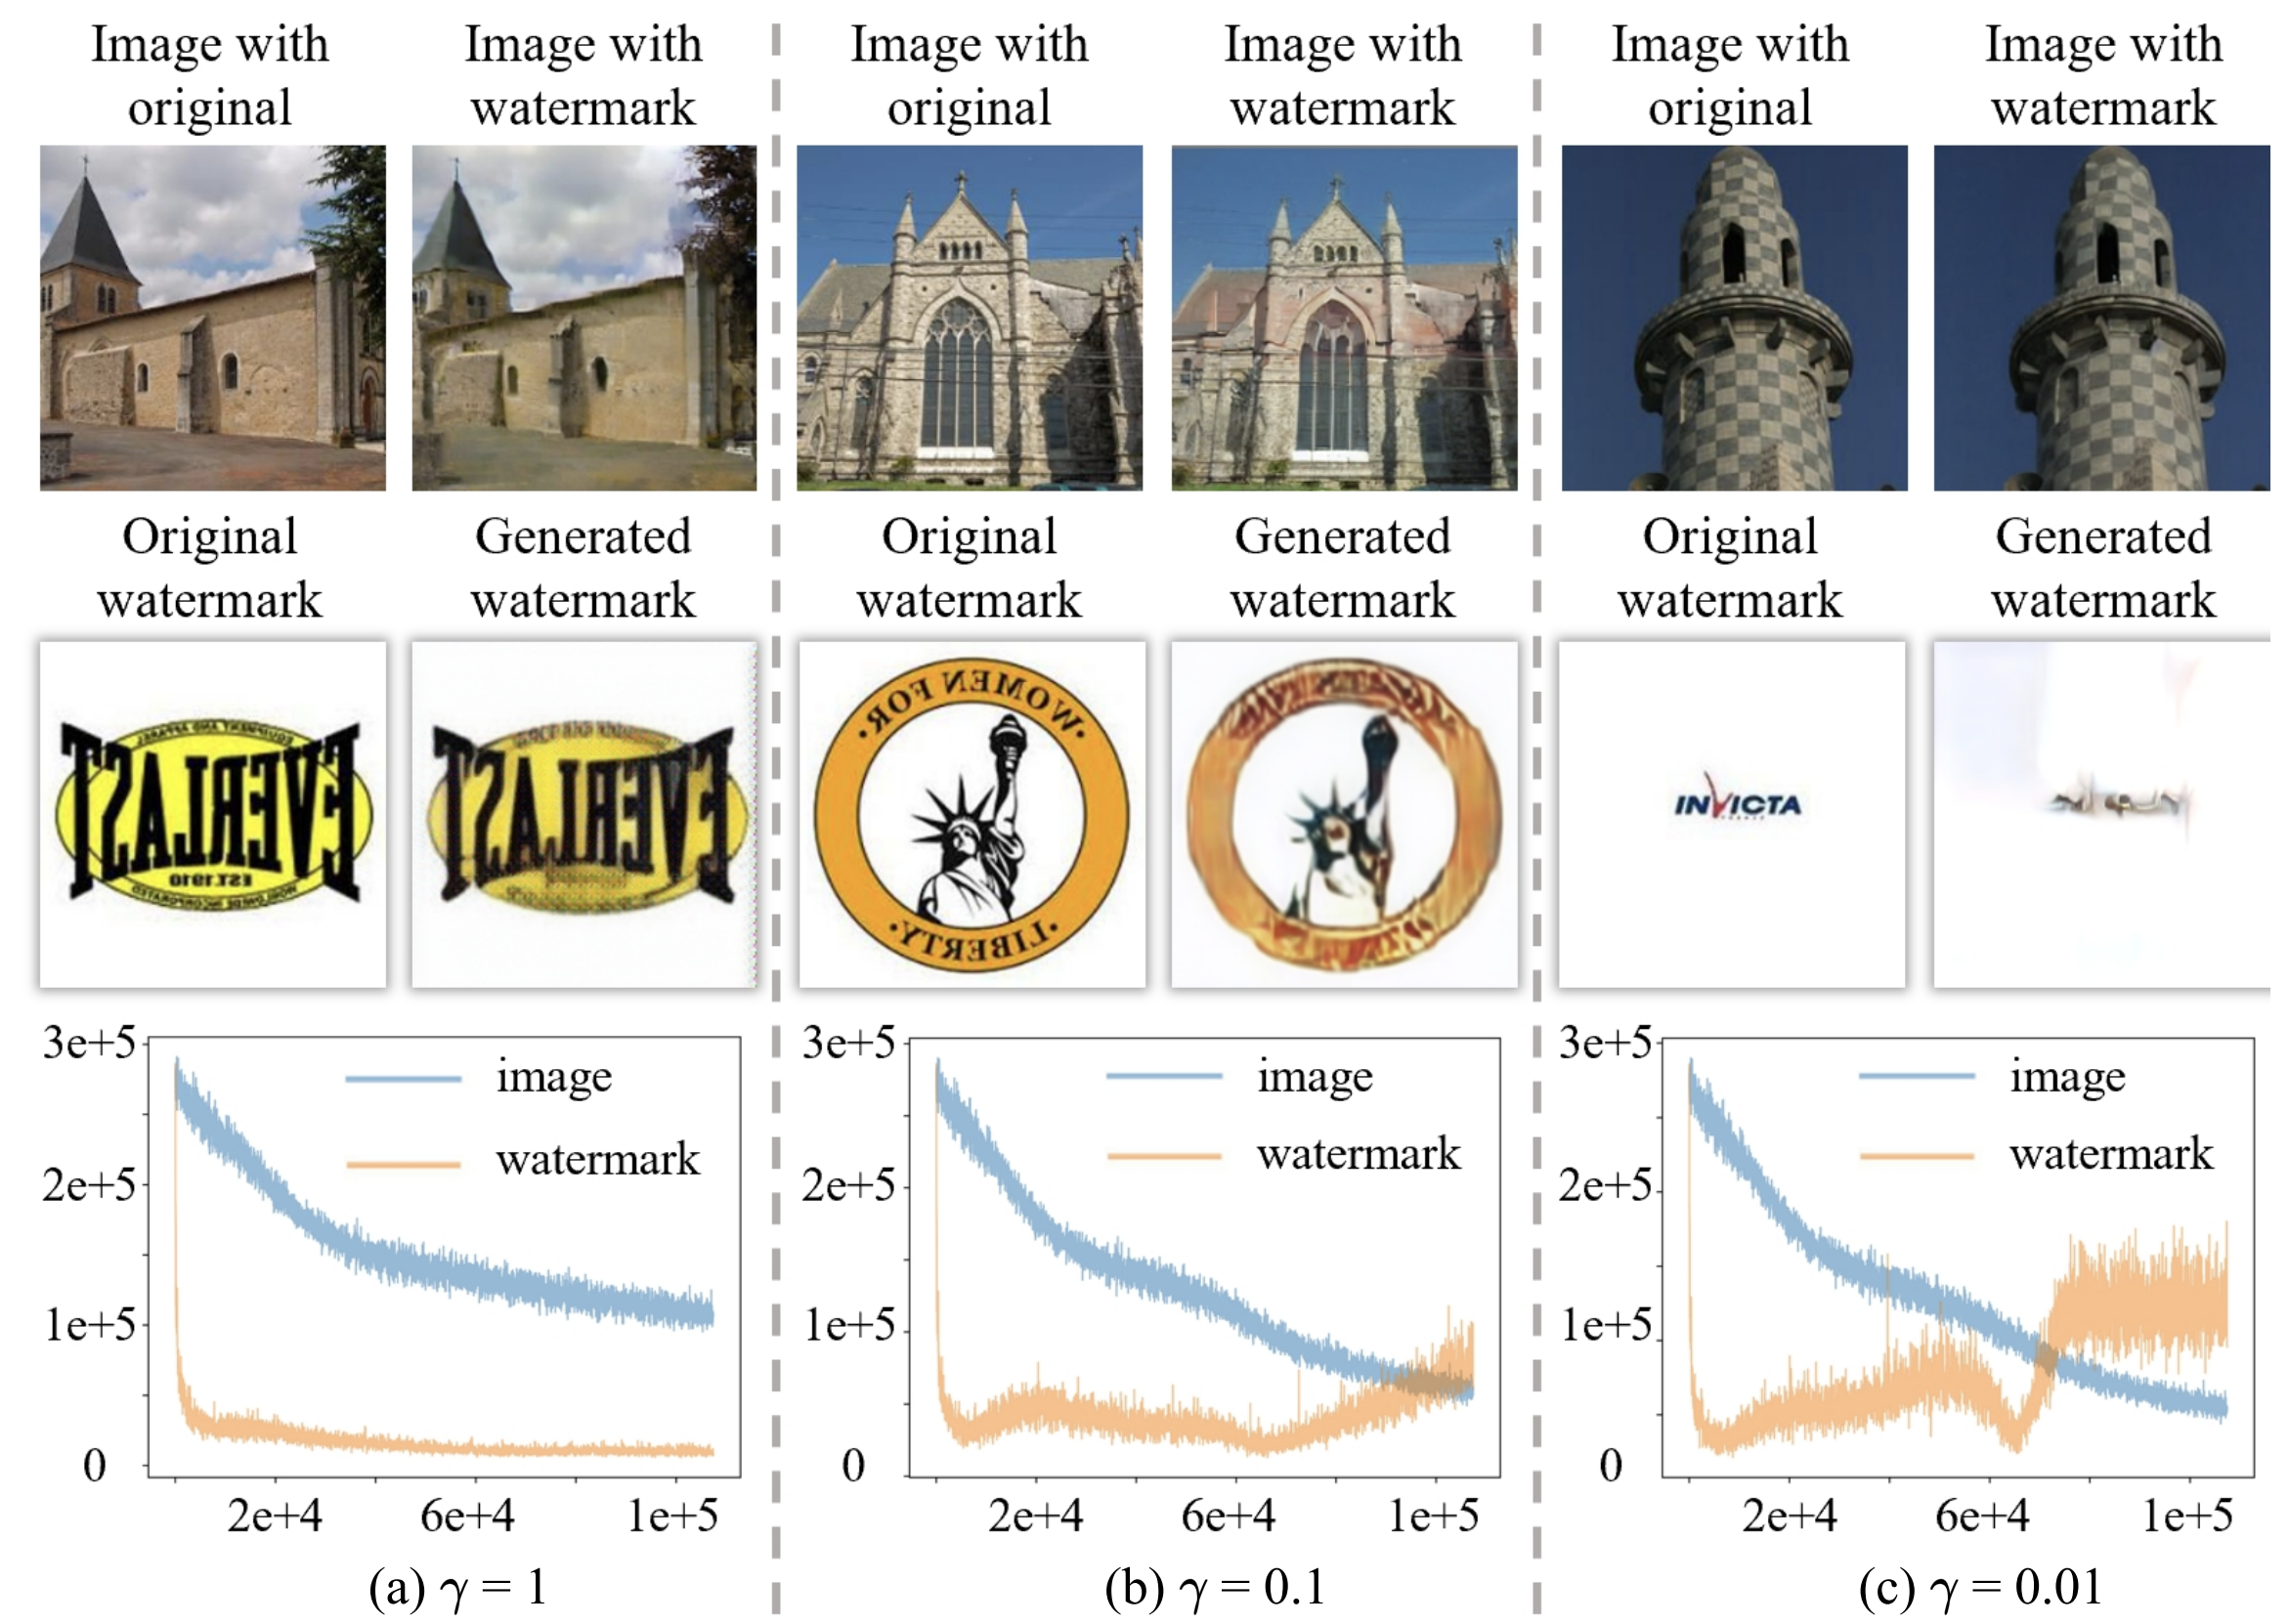 Image with
original
Image with
watermark
Image with
original
Image with
watermark
Image with
original
Image with
watermark
Original
watermark
Generated
watermark
Original
watermark
Generated
watermark
Original
watermark
Generated
watermark
EQUIPMENT AND APPAREL
EVERLAST
EST.1910
EVERLAST
WOMEN FOR
LIBERTY
INVICTA
3e+5
2e+5
1e+5
0
image
watermark
2e+4
6e+4
1e+5
(a) γ = 1
3e+5
2e+5
1e+5
0
image
watermark
2e+4
6e+4
1e+5
(b) γ = 0.1
3e+5
2e+5
1e+5
0
image
watermark
2e+4
6e+4
1e+5
(c) γ = 0.01